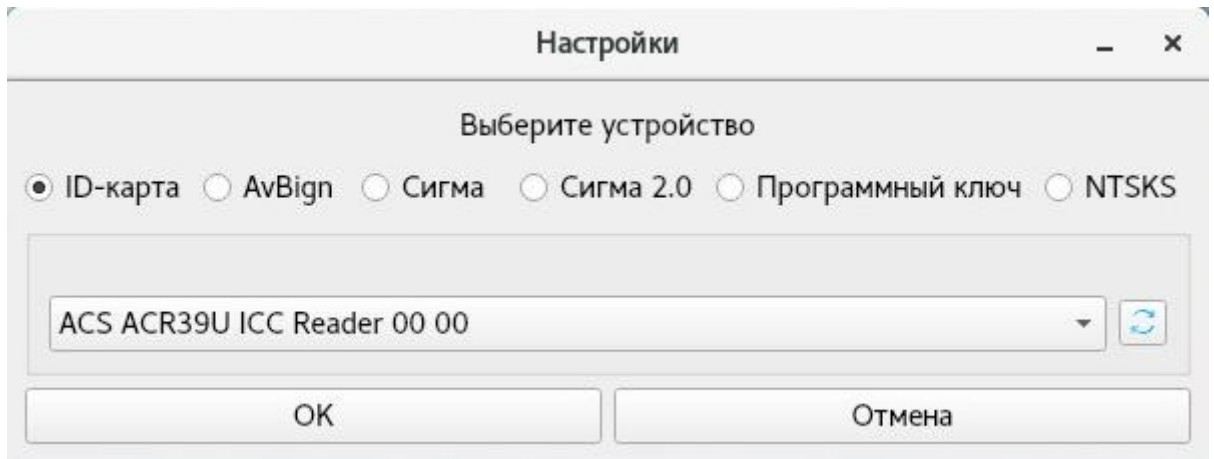 Настройки
Выберите устройство
ID-карта AvBign Сигма Сигма 2.0 Программный ключ NTSKS
ACS ACR39U ICC Reader 00 00
OK Отмена